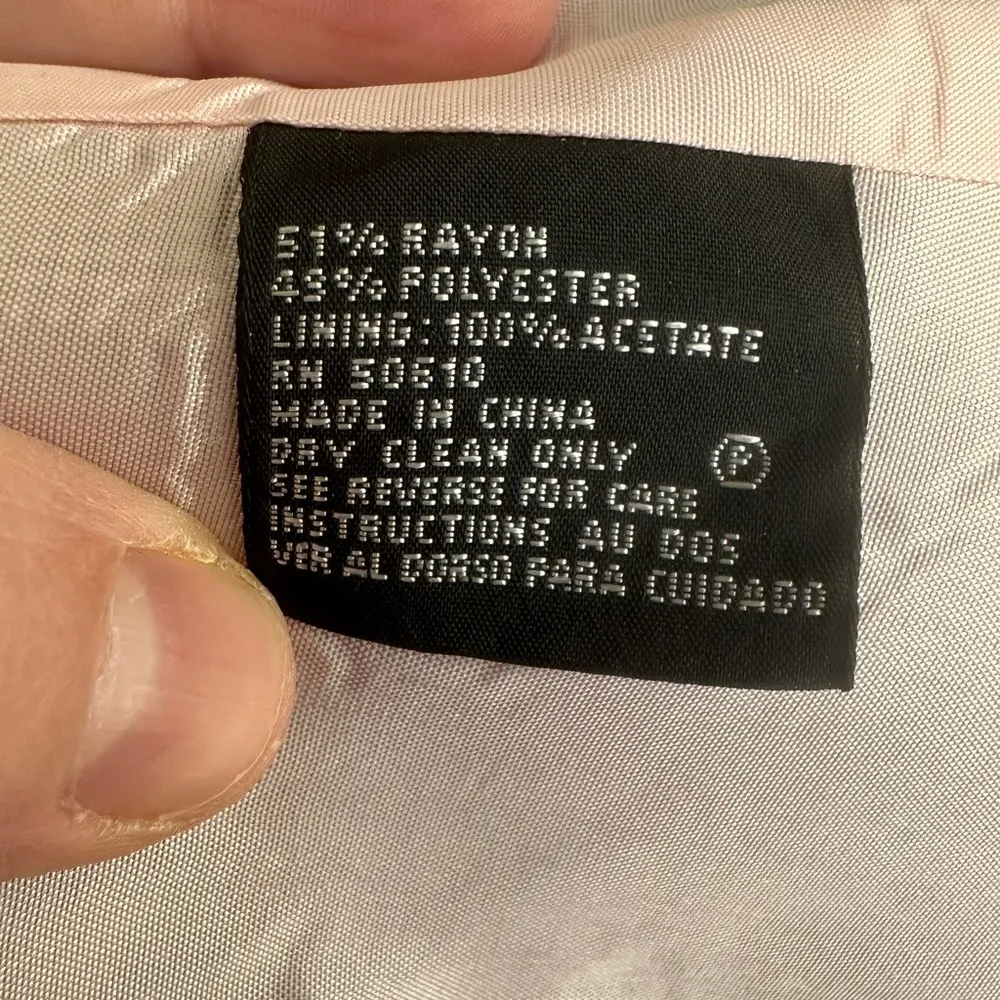 51% RAYON
49% POLYESTER
LINING: 100% ACETATE
RN
MADE IN CHINA
DRY CLEAN ONLY Ⓟ
SEE REVERSE FOR CARE
INSTRUCTIONS AU DOS
VER AL DORSO PARA CUIDADO